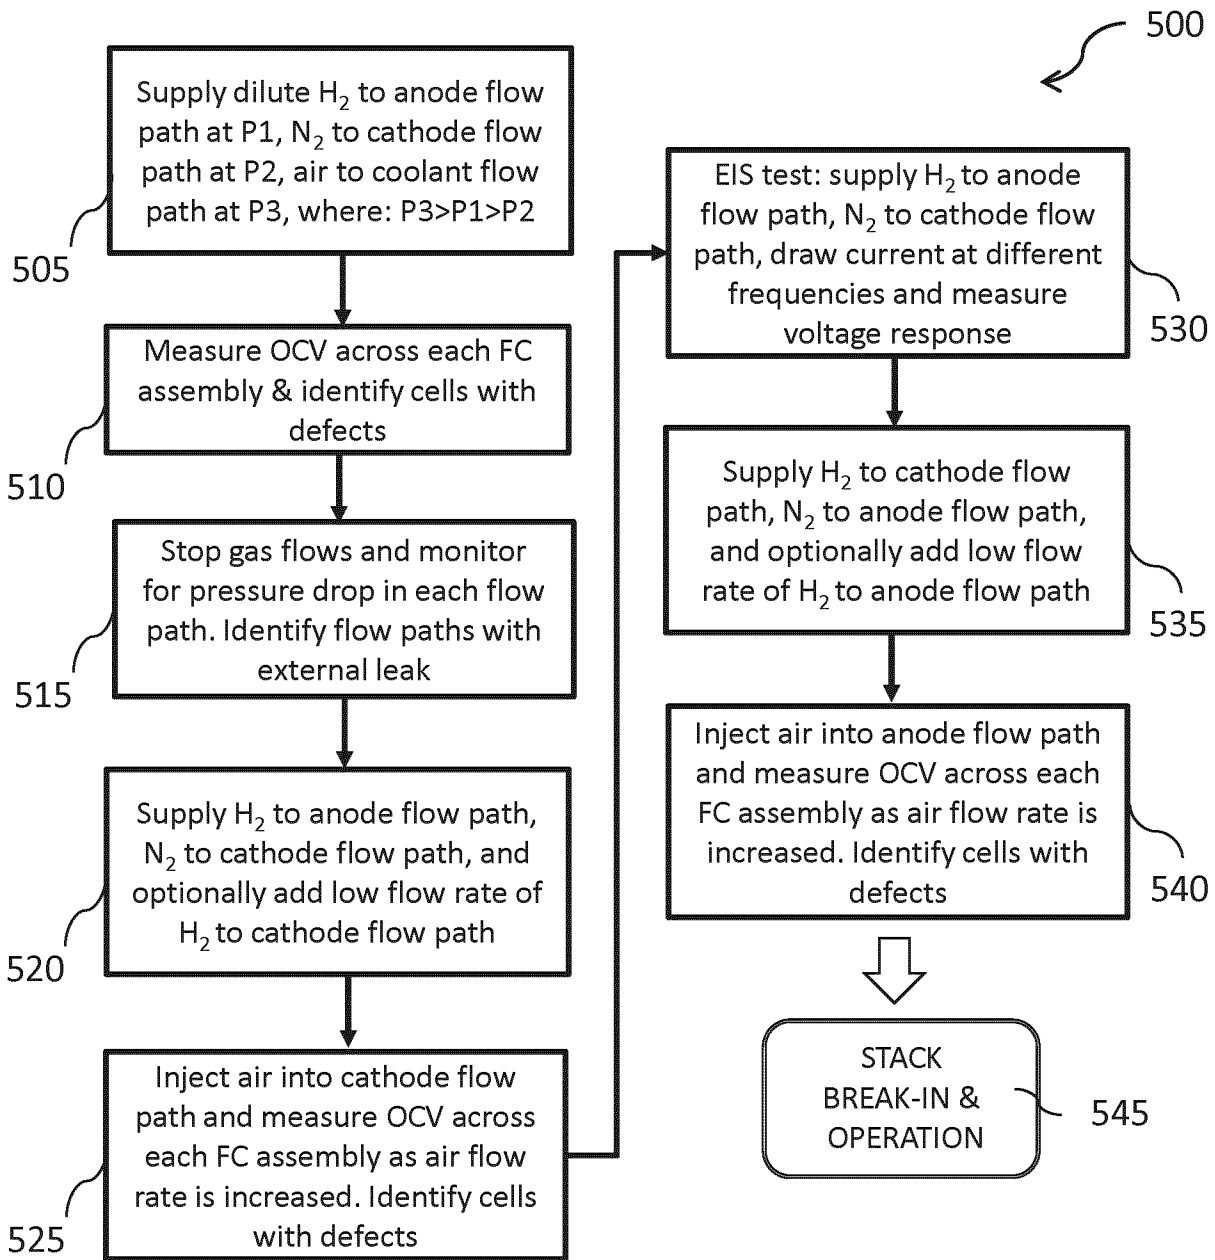 500
Supply dilute H₂ to anode flow
path at P1, N₂ to cathode flow
path at P2, air to coolant flow
path at P3, where: P3>P1>P2
505
Measure OCV across each FC
assembly & identify cells with
defects
510
Stop gas flows and monitor
for pressure drop in each flow
path. Identify flow paths with
external leak
515
Supply H₂ to anode flow path,
N₂ to cathode flow path, and
optionally add low flow rate of
H₂ to cathode flow path
520
Inject air into cathode flow
path and measure OCV across
each FC assembly as air flow
rate is increased. Identify cells
with defects
525
EIS test: supply H₂ to anode
flow path, N₂ to cathode flow
path, draw current at different
frequencies and measure
voltage response
530
Supply H₂ to cathode flow
path, N₂ to anode flow path,
and optionally add low flow
rate of H₂ to anode flow path
535
Inject air into anode flow path
and measure OCV across each
FC assembly as air flow rate is
increased. Identify cells with
defects
540
STACK
BREAK-IN &
OPERATION
545